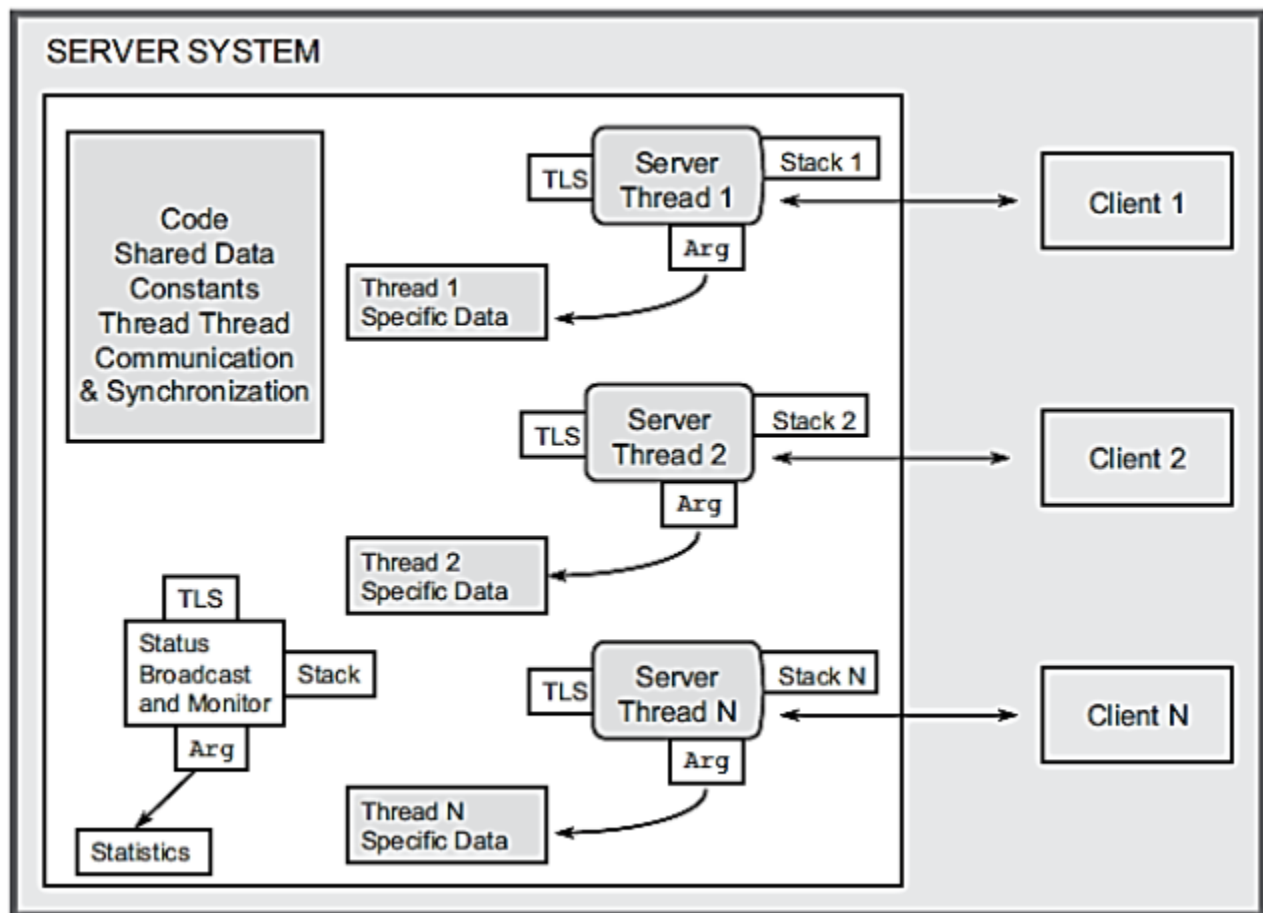 SERVER SYSTEM
Code
Shared Data
Constants
Thread Thread
Communication
& Synchronization
TLS
Server
Thread 1
Stack 1
Arg
Thread 1
Specific Data
Client 1
TLS
Server
Thread 2
Stack 2
Arg
Thread 2
Specific Data
Client 2
TLS
Status
Broadcast
and Monitor
Stack
Arg
Statistics
TLS
Server
Thread N
Stack N
Arg
Thread N
Specific Data
Client N